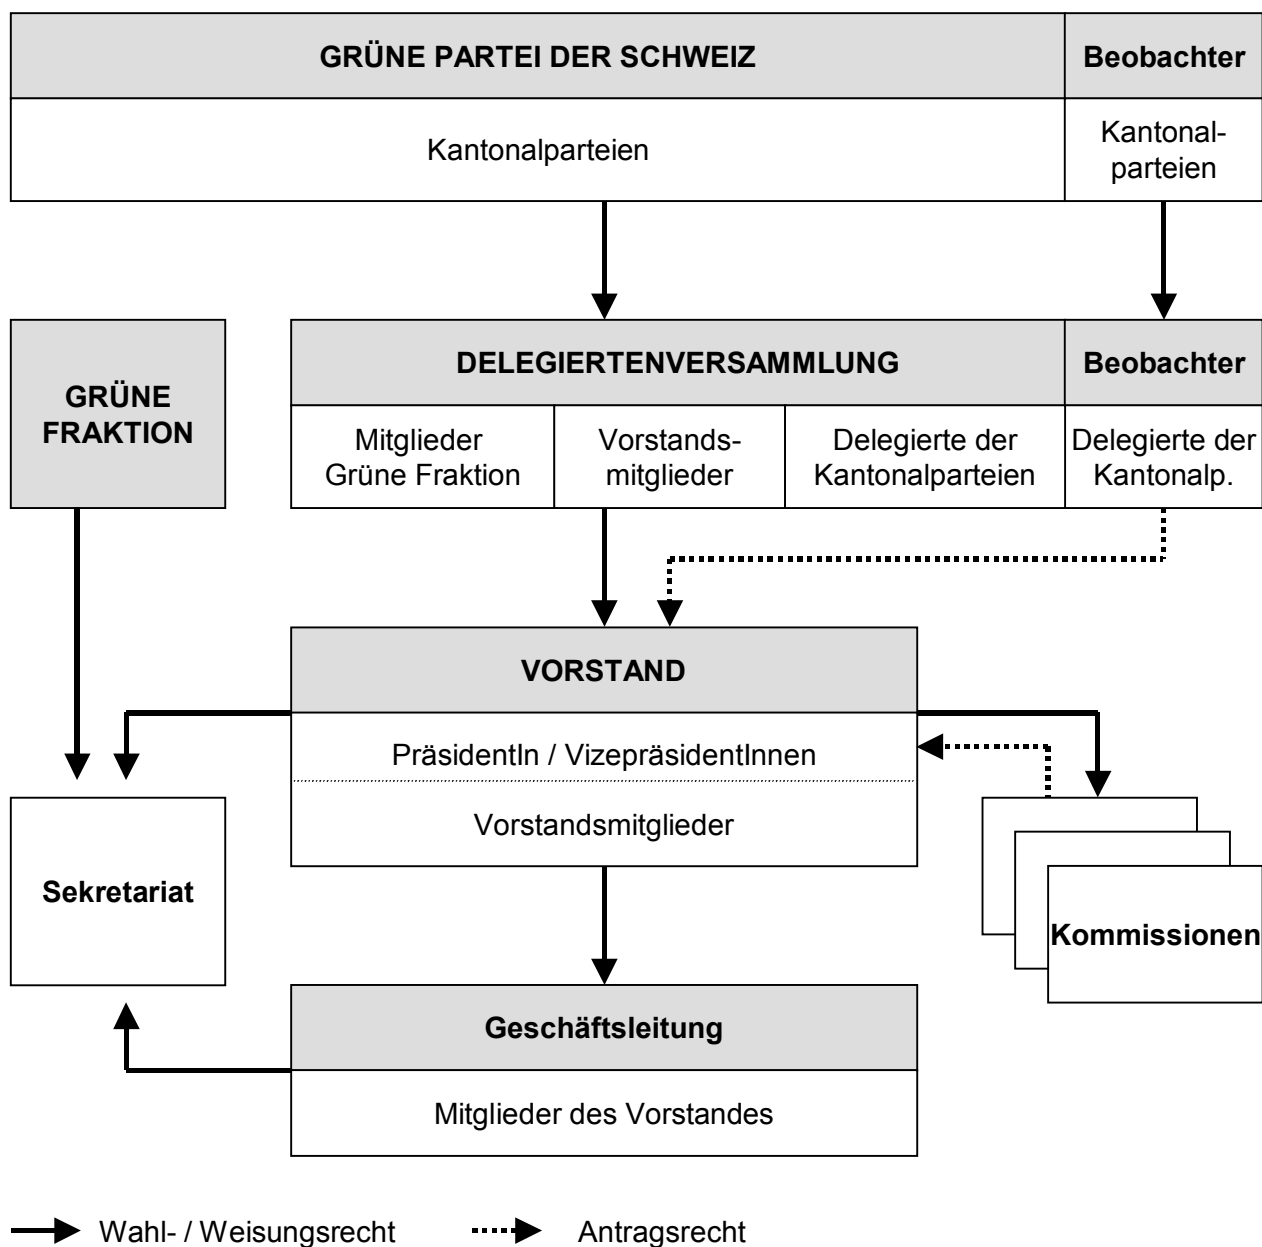 GRÜNE PARTEI DER SCHWEIZ
Beobachter
Kantonalparteien
Kantonal-
parteien
GRÜNE
FRAKTION
DELEGIERTENVERSAMMLUNG
Beobachter
Mitglieder
Grüne Fraktion
Vorstands-
mitglieder
Delegierte der
Kantonalparteien
Delegierte der
Kantonalp.
VORSTAND
PräsidentIn / VizepräsidentInnen
Vorstandsmitglieder
Sekretariat
Kommissionen
Geschäftsleitung
Mitglieder des Vorstandes
Wahl- / Weisungsrecht
Antragsrecht